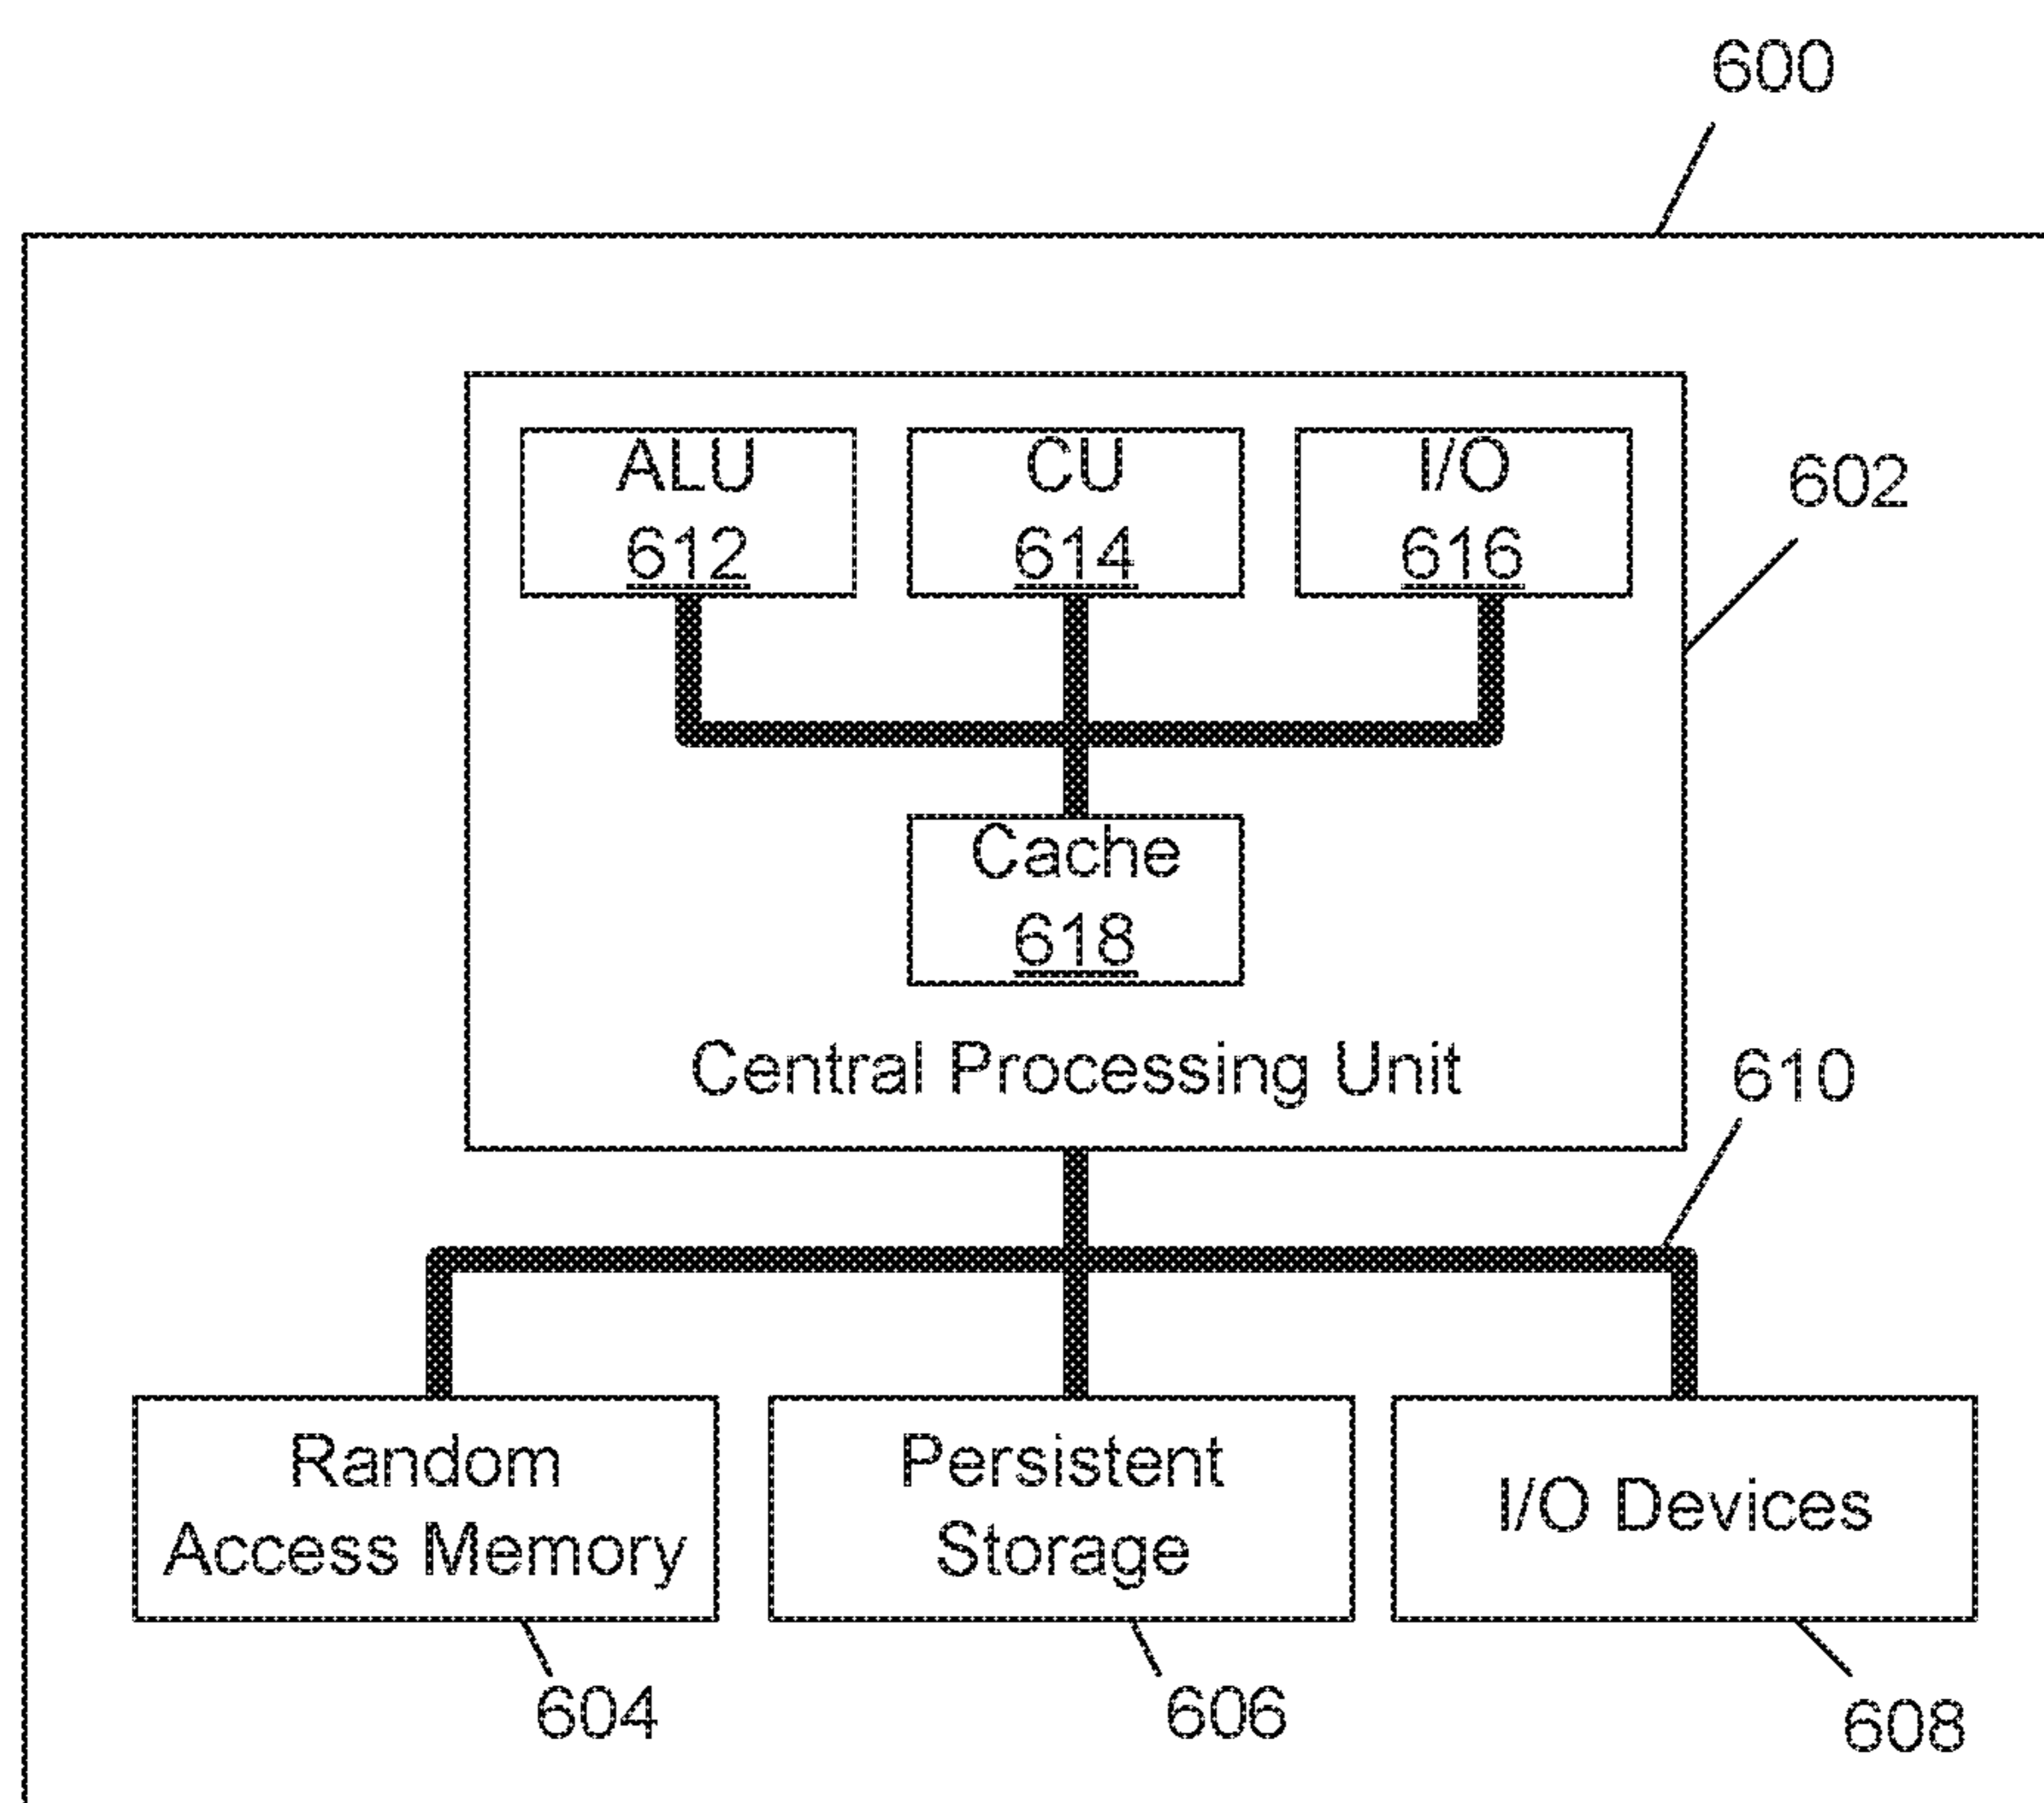 600
ALU
612
CU
614
I/O
616
602
Cache
618
Central Processing Unit
610
Random
Access Memory
Persistent
Storage
I/O Devices
604
606
608